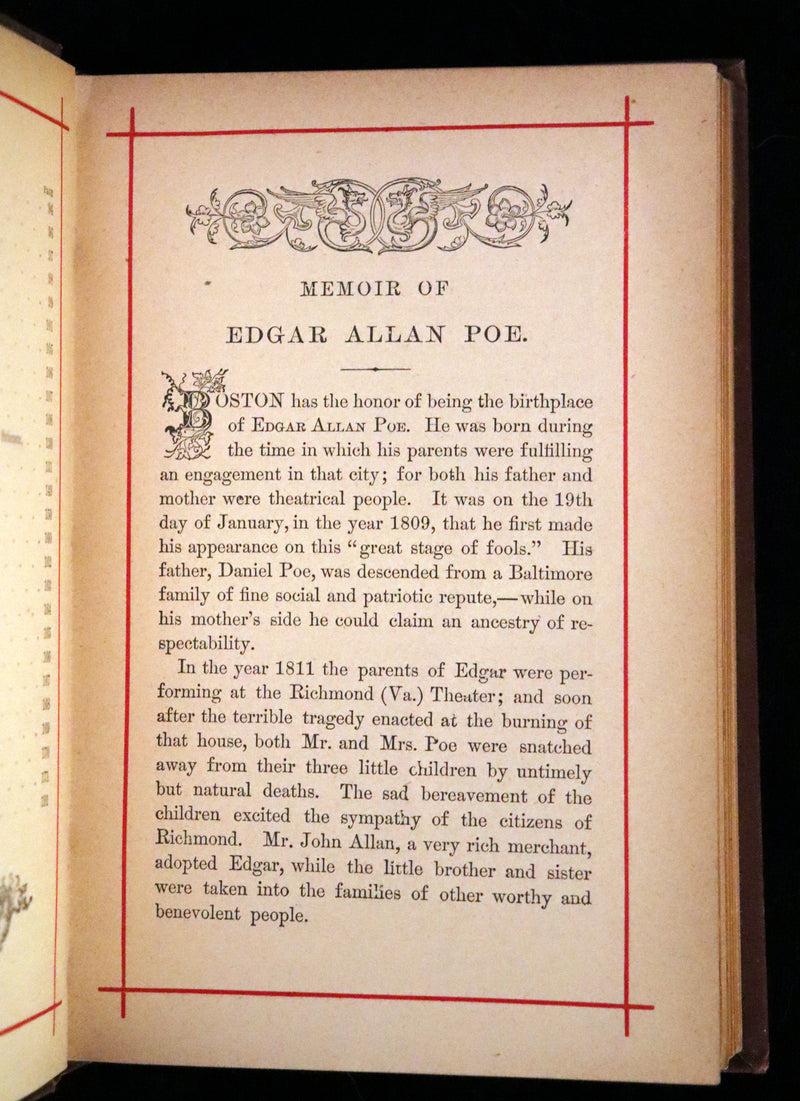 MEMOIR OF
EDGAR ALLAN POE.
BOSTON has the honor of being the birthplace
of EDGAR ALLAN POE. He was born during
the time in which his parents were fulfilling
an engagement in that city; for both his father and
mother were theatrical people. It was on the 19th
day of January, in the year 1809, that he first made
his appearance on this “great stage of fools.” His
father, Daniel Poe, was descended from a Baltimore
family of fine social and patriotic repute,—while on
his mother’s side he could claim an ancestry of re-
spectability.
In the year 1811 the parents of Edgar were per-
forming at the Richmond (Va.) Theater; and soon
after the terrible tragedy enacted at the burning of
that house, both Mr. and Mrs. Poe were snatched
away from their three little children by untimely
but natural deaths. The sad bereavement of the
children excited the sympathy of the citizens of
Richmond. Mr. John Allan, a very rich merchant,
adopted Edgar, while the little brother and sister
were taken into the families of other worthy and
benevolent people.